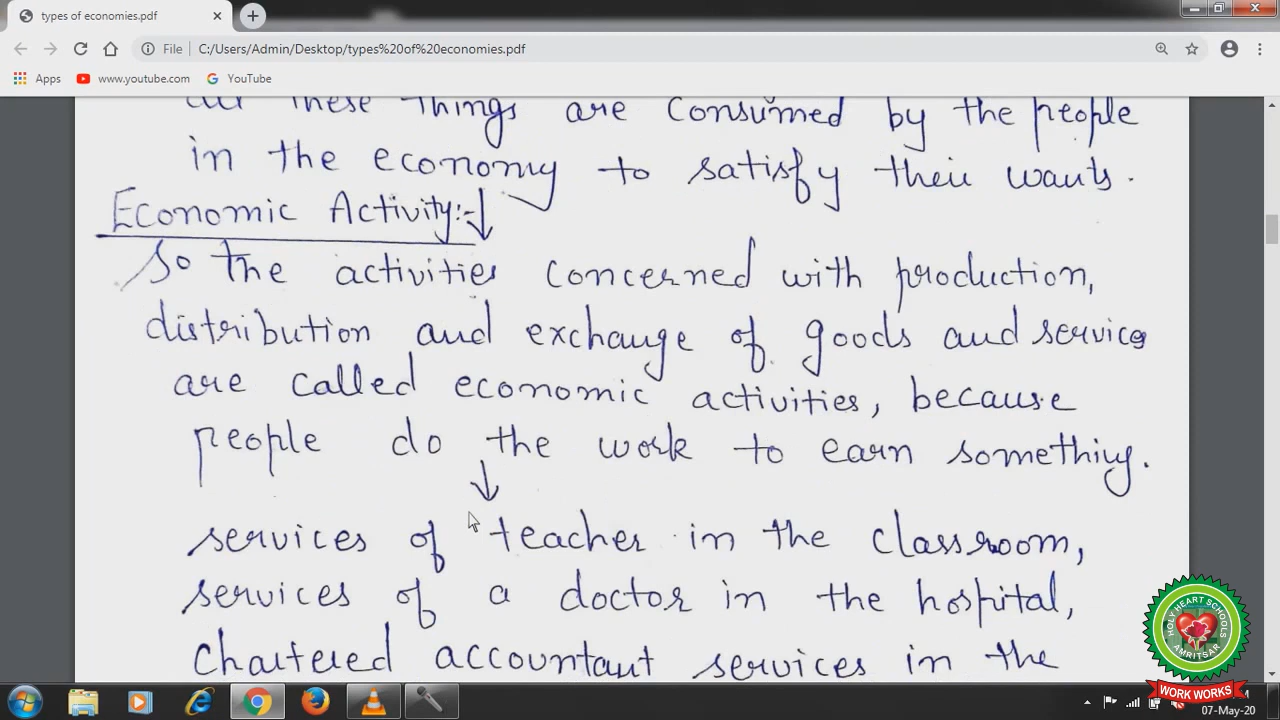 types of economies.pdf
File C:/Users/Admin/Desktop/types%20of%20economies.pdf
Apps www.youtube.com YouTube
all these things are consumed by the people
in the economy to satisfy their wants.
Economic Activity:-
So the activities concerned with production,
distribution and exchange of goods and services
are called economic activities, because
people do the work to earn something.
services of teacher in the classroom,
services of a doctor in the hospital,
Chartered accountant services in the
HOLY HEART SCHOOLS
AMRITSAR
WORK WORKS
07-May-20